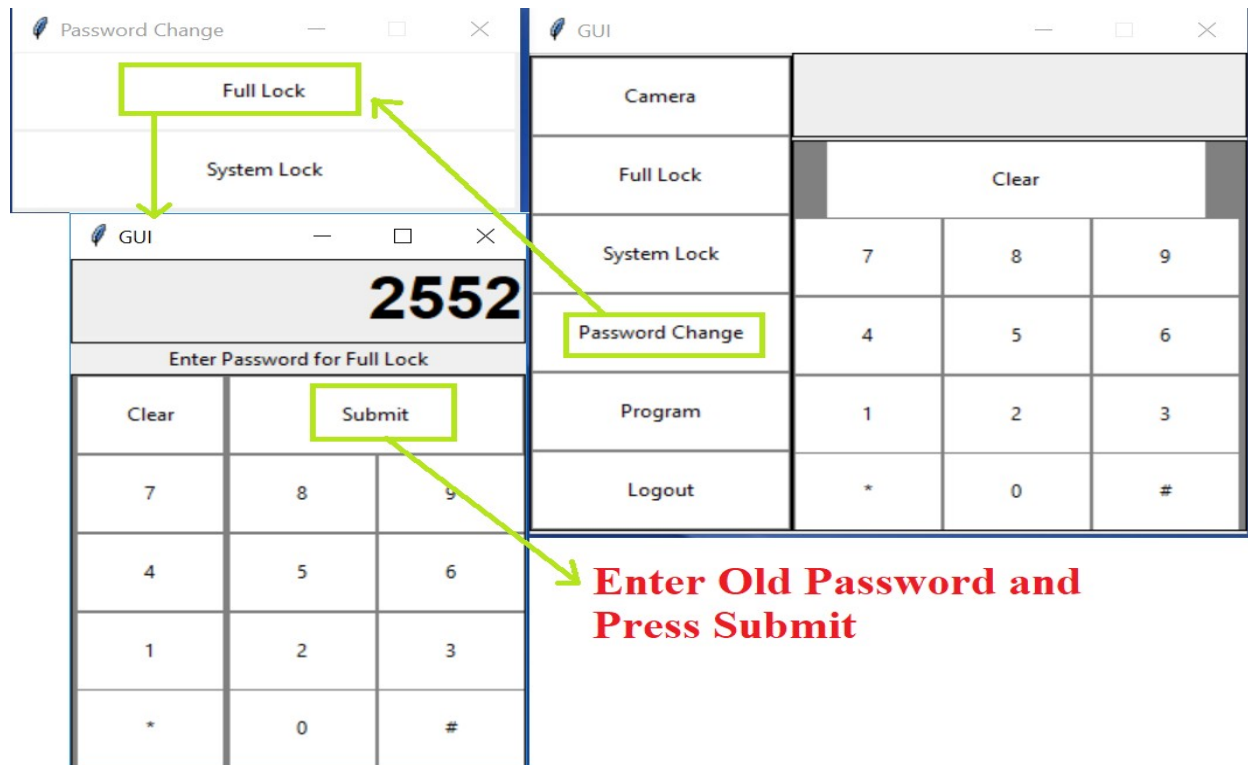 Password Change
Full Lock
System Lock
GUI
Camera
Full Lock
System Lock
Password Change
Program
Logout
Clear
7 8 9
4 5 6
1 2 3
* 0 #
GUI
2552
Enter Password for Full Lock
Clear Submit
7 8 9
4 5 6
1 2 3
* 0 #
Enter Old Password and
Press Submit